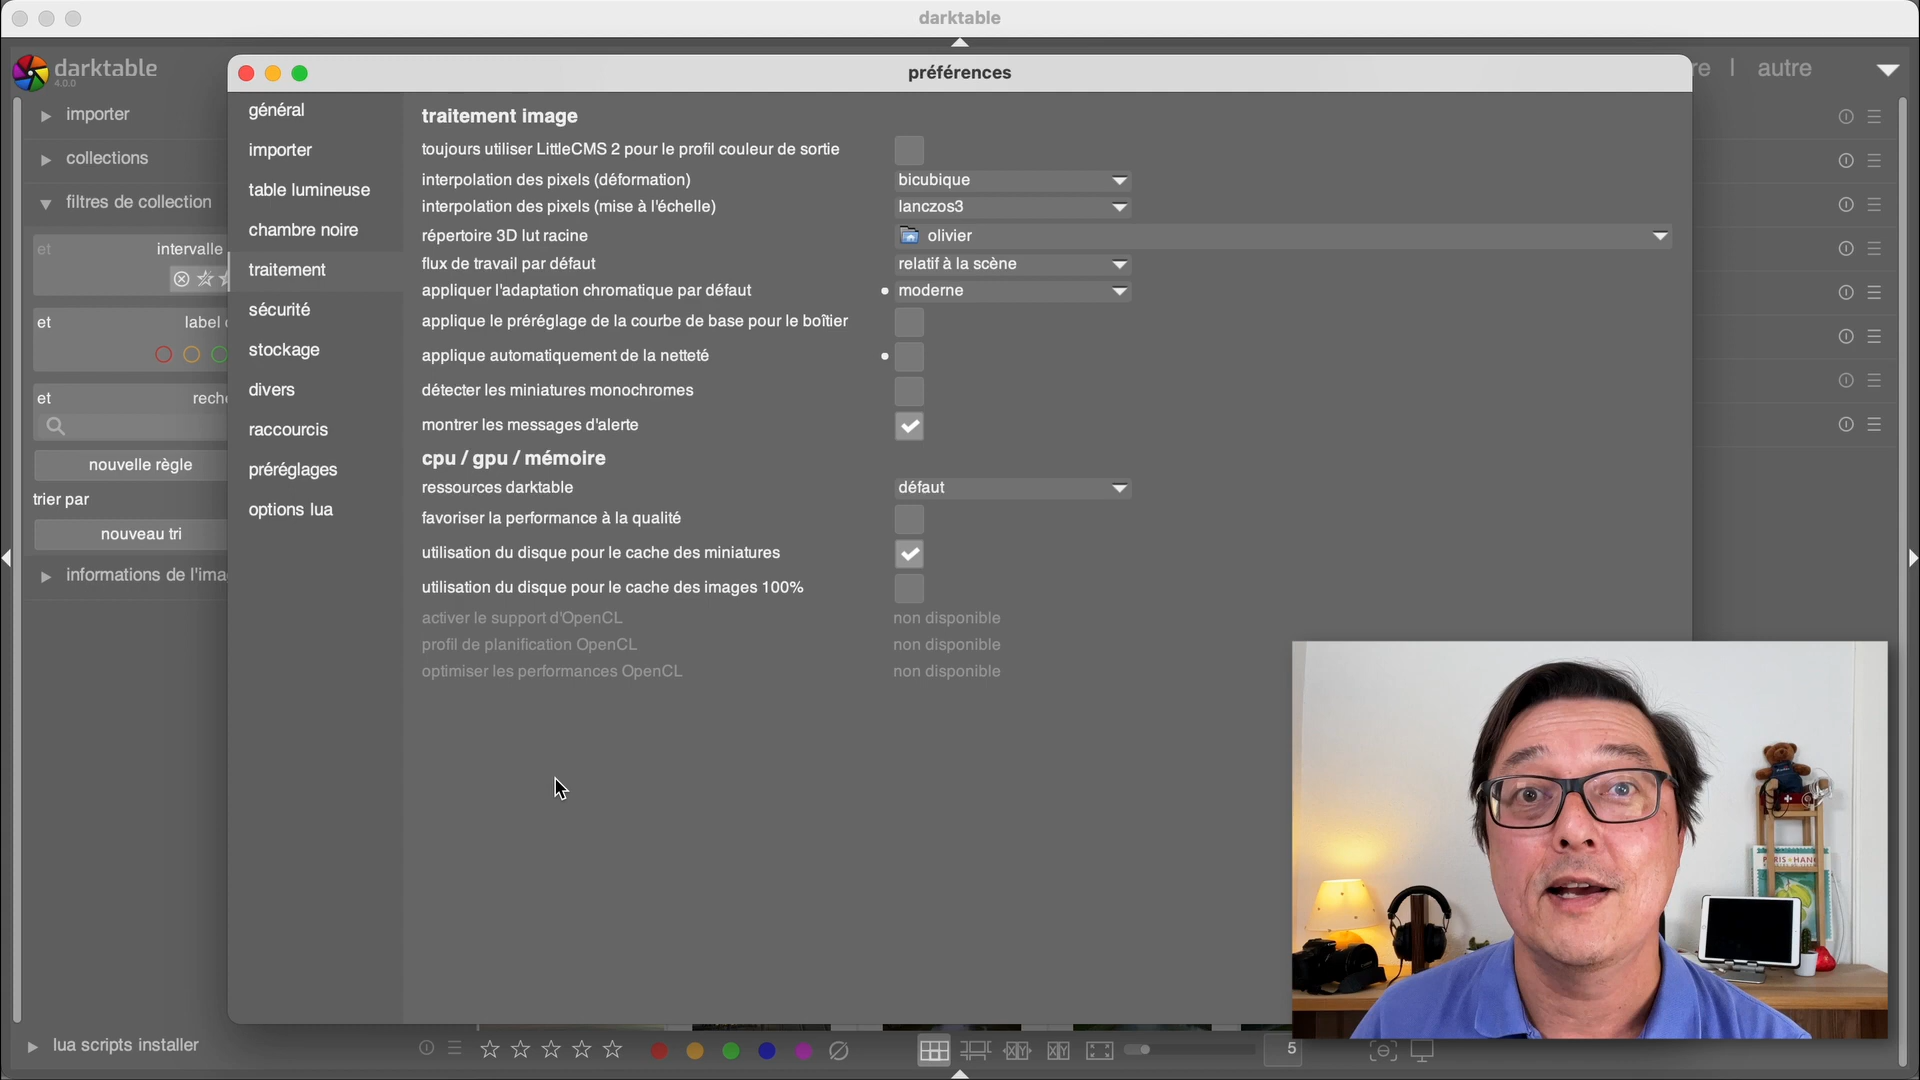 darktable
darktable
4.0.0
re | autre
importer
collections
filtres de collection
et intervalle
et label
et
nouvelle règle
trier par
nouveau tri
informations de l'ima
lua scripts installer
préférences
général
importer
table lumineuse
chambre noire
traitement
sécurité
stockage
divers
raccourcis
préréglages
options lua
traitement image
toujours utiliser LittleCMS 2 pour le profil couleur de sortie
interpolation des pixels (déformation) bicubique
interpolation des pixels (mise à l'échelle) lanczos3
répertoire 3D lut racine olivier
flux de travail par défaut relatif à la scène
appliquer l'adaptation chromatique par défaut moderne
applique le préréglage de la courbe de base pour le boîtier
applique automatiquement de la netteté
détecter les miniatures monochromes
montrer les messages d'alerte
cpu / gpu / mémoire
ressources darktable défaut
favoriser la performance à la qualité
utilisation du disque pour le cache des miniatures
utilisation du disque pour le cache des images 100%
activer le support d'OpenCL non disponible
profil de planification OpenCL non disponible
optimiser les performances OpenCL non disponible
PARIS - HAN
5